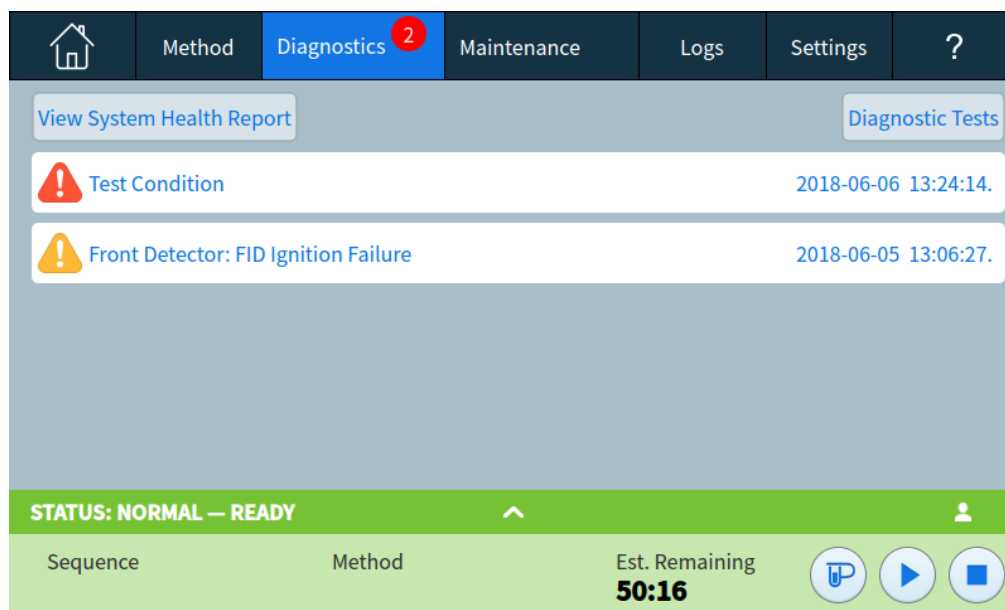 Method
Diagnostics 2
Maintenance
Logs
Settings
?
View System Health Report
Diagnostic Tests
Test Condition 2018-06-06 13:24:14.
Front Detector: FID Ignition Failure 2018-06-05 13:06:27.
STATUS: NORMAL — READY
Sequence Method Est. Remaining
50:16